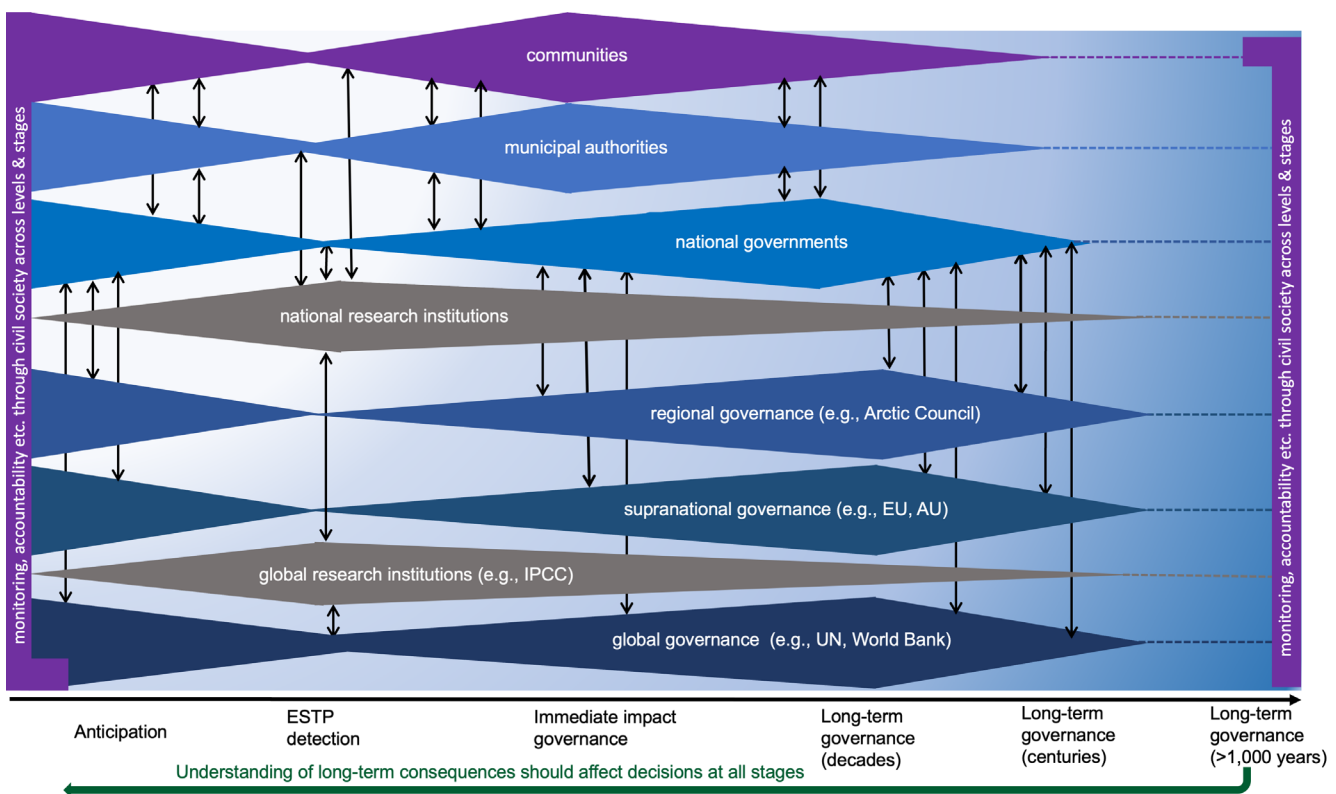 monitoring, accountability etc. through civil society across levels & stages
communities
municipal authorities
national governments
national research institutions
regional governance (e.g., Arctic Council)
supranational governance (e.g., EU, AU)
global research institutions (e.g., IPCC)
global governance (e.g., UN, World Bank)
monitoring, accountability etc. through civil society across levels & stages
Anticipation
ESTP
detection
Immediate impact
governance
Long-term
governance
(decades)
Long-term
governance
(centuries)
Long-term
governance
(>1,000 years)
Understanding of long-term consequences should affect decisions at all stages